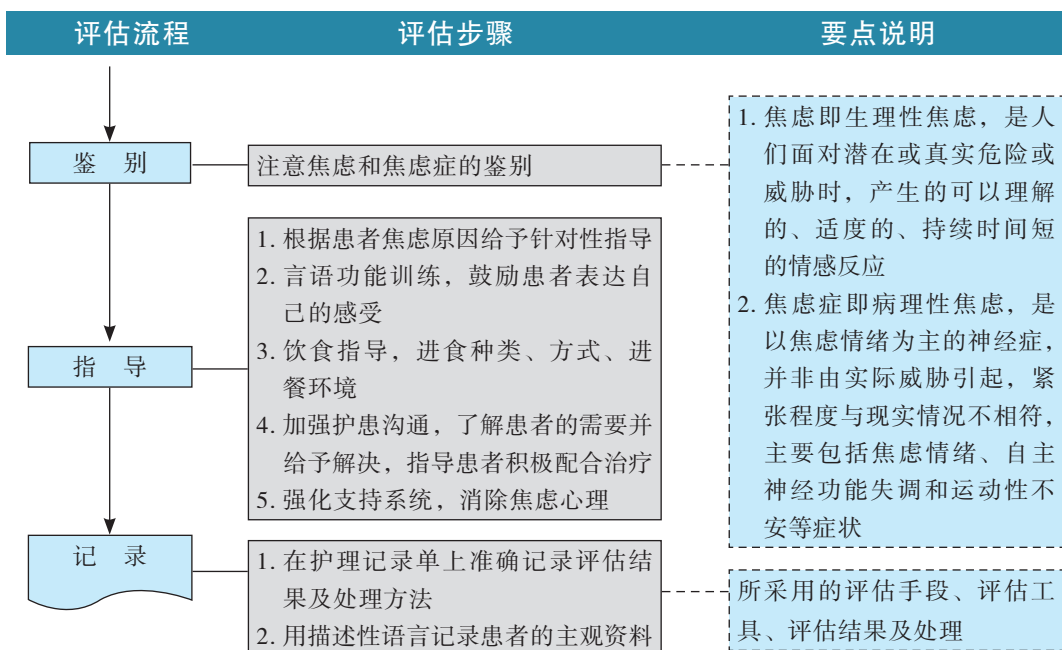 评估流程 评估步骤 要点说明
鉴 别
注意焦虑和焦虑症的鉴别
1. 焦虑即生理性焦虑，是人
们面对潜在或真实危险或
威胁时，产生的可以理解
的、适度的、持续时间短
的情感反应
2. 焦虑症即病理性焦虑，是
以焦虑情绪为主的神经症，
并非由实际威胁引起，紧
张程度与现实情况不相符，
主要包括焦虑情绪、自主
神经功能失调和运动性不
安等症状
指 导
1. 根据患者焦虑原因给予针对性指导
2. 言语功能训练，鼓励患者表达自
己的感受
3. 饮食指导，进食种类、方式、进
餐环境
4. 加强护患沟通，了解患者的需要并
给予解决，指导患者积极配合治疗
5. 强化支持系统，消除焦虑心理
记 录
1. 在护理记录单上准确记录评估结
果及处理方法
2. 用描述性语言记录患者的主观资料
所采用的评估手段、评估工
具、评估结果及处理